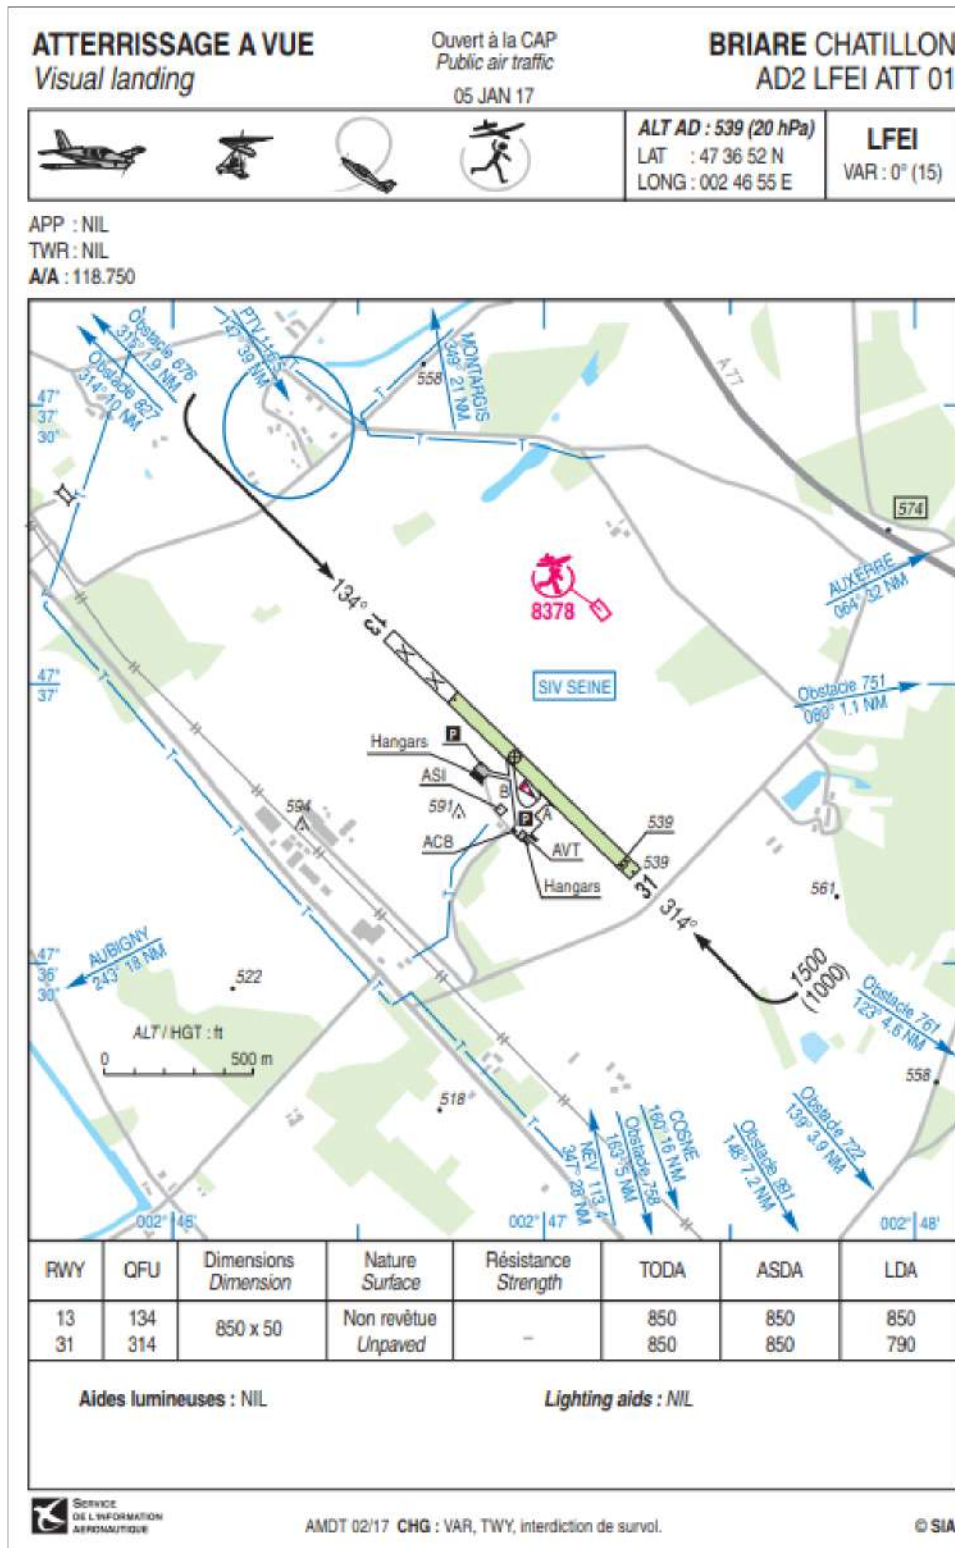 ATTERRISSAGE A VUE
Visual landing
Ouvert à la CAP
Public air traffic
05 JAN 17
BRIARE CHATILLON
AD2 LFEI ATT 01
ALT AD : 539 (20 hPa)
LAT : 47 36 52 N
LONG : 002 46 55 E
LFEI
VAR : 0° (15)
APP : NIL
TWR : NIL
A/A : 118.750
Obstacle 676
315° 1.9 NM
Obstacle 827
314° 10 NM
147° 39 NM
MONTARGIS
349° 21 NM
558
A 77
47°
37'
30"
574
AUXERRE
064° 32 NM
134°
13
8378
47°
37'
SIV SEINE
Obstacle 751
080° 1.1 NM
Hangars
P
ASI
B
594
591
P
A
ACB
AVT
Hangars
539
539
31
314°
561
47°
36'
30"
AUBIGNY
243° 18 NM
522
1500
(1000)
Obstacle 761
123° 4.6 NM
ALT / HGT : ft
0
500 m
558
518
NEV 113.4
347° 28 NM
Obstacle 758
163° 5 NM
COSNE
160° 16 NM
Obstacle 991
148° 7.2 NM
Obstacle 722
139° 3.9 NM
002° 46'
002° 47'
002° 48'
RWY
QFU
Dimensions
Dimension
Nature
Surface
Résistance
Strength
TODA
ASDA
LDA
13 134 850 x 50 Non revêtue – 850 850 850
31 314 Unpaved 850 850 790
Aides lumineuses : NIL
Lighting aids : NIL
SERVICE
DE L'INFORMATION
AERONAUTIQUE
AMDT 02/17 CHG : VAR, TWY, interdiction de survol.
© SIA